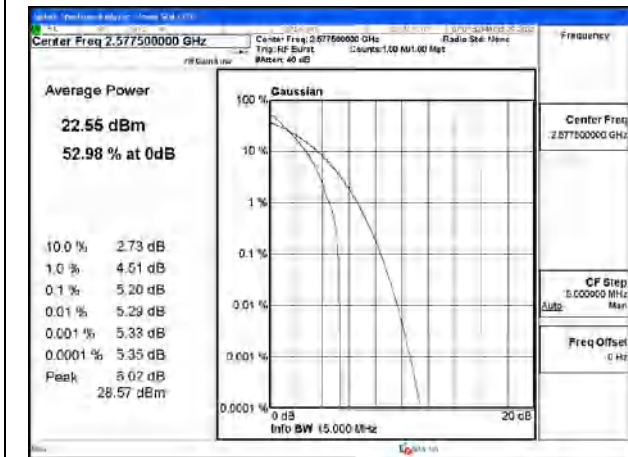 Center Freq 2.577500000 GHz
Center Freq: 2.577500000 GHz
Radio Std: None
Trig: RF Burst
Counts:1.00 M/1.00 Mpt
#Atten: 40 dB
Frequency
Average Power
22.55 dBm
52.98 % at 0dB
10.0 % 2.73 dB
1.0 % 4.51 dB
0.1 % 5.20 dB
0.01 % 5.29 dB
0.001 % 5.33 dB
0.0001 % 5.35 dB
Peak 6.02 dB
28.57 dBm
Gaussian
100 %
10 %
1 %
0.1 %
0.01 %
0.001 %
0.0001 %
0 dB
20 dB
Info BW 15.000 MHz
Center Freq
2.577500000 GHz
CF Step
5.000000 MHz
Auto Man
Freq Offset
0 Hz